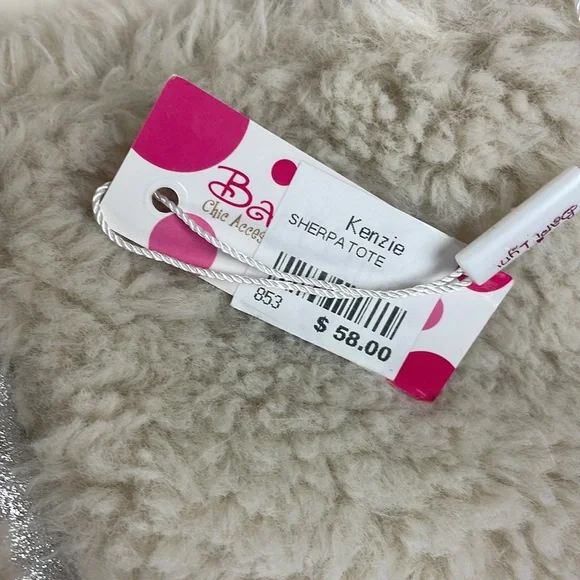 Ba
Chic Acces
Kenzie
SHERPA TOTE
853
$ 58.00